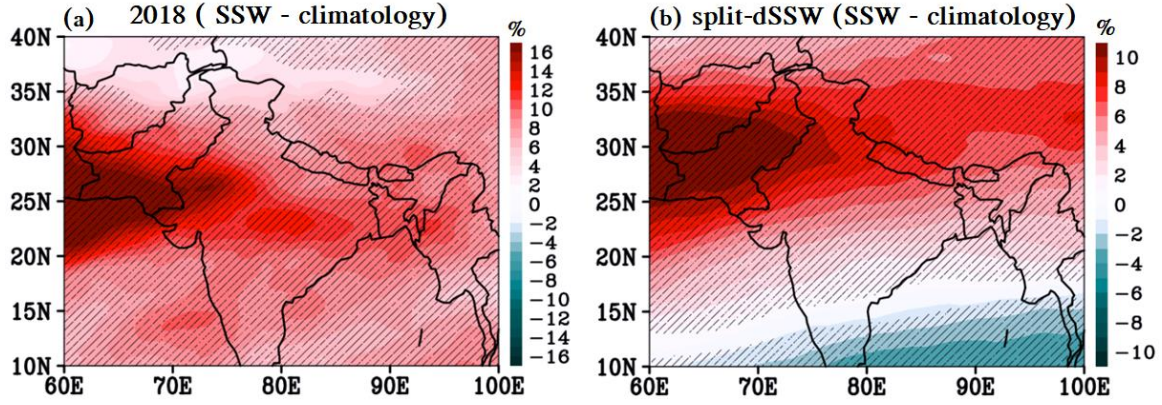 (a) 2018 ( SSW - climatology)
%
40N
35N
30N
25N
20N
15N
10N
60E 70E 80E 90E 100E
16
14
12
10
8
6
4
2
0
−2
−4
−6
−8
−10
−12
−14
−16
(b) split-dSSW (SSW - climatology)
%
40N
35N
30N
25N
20N
15N
10N
60E 70E 80E 90E 100E
10
8
6
4
2
0
−2
−4
−6
−8
−10